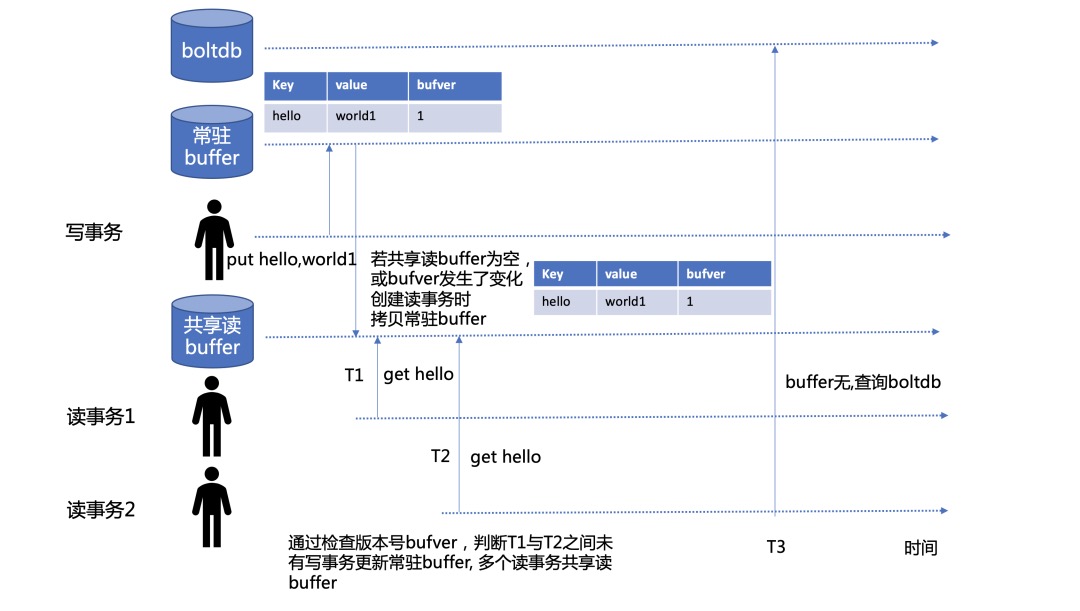 boltdb
Key value bufver
hello world1 1
常驻
buffer
写事务
put hello,world1
若共享读buffer为空，
或bufver发生了变化
创建读事务时
拷贝常驻buffer
Key value bufver
hello world1 1
共享读
buffer
T1 get hello
buffer无,查询boltdb
读事务1
T2 get hello
读事务2
通过检查版本号bufver，判断T1与T2之间未
有写事务更新常驻buffer, 多个读事务共享读
buffer
T3
时间